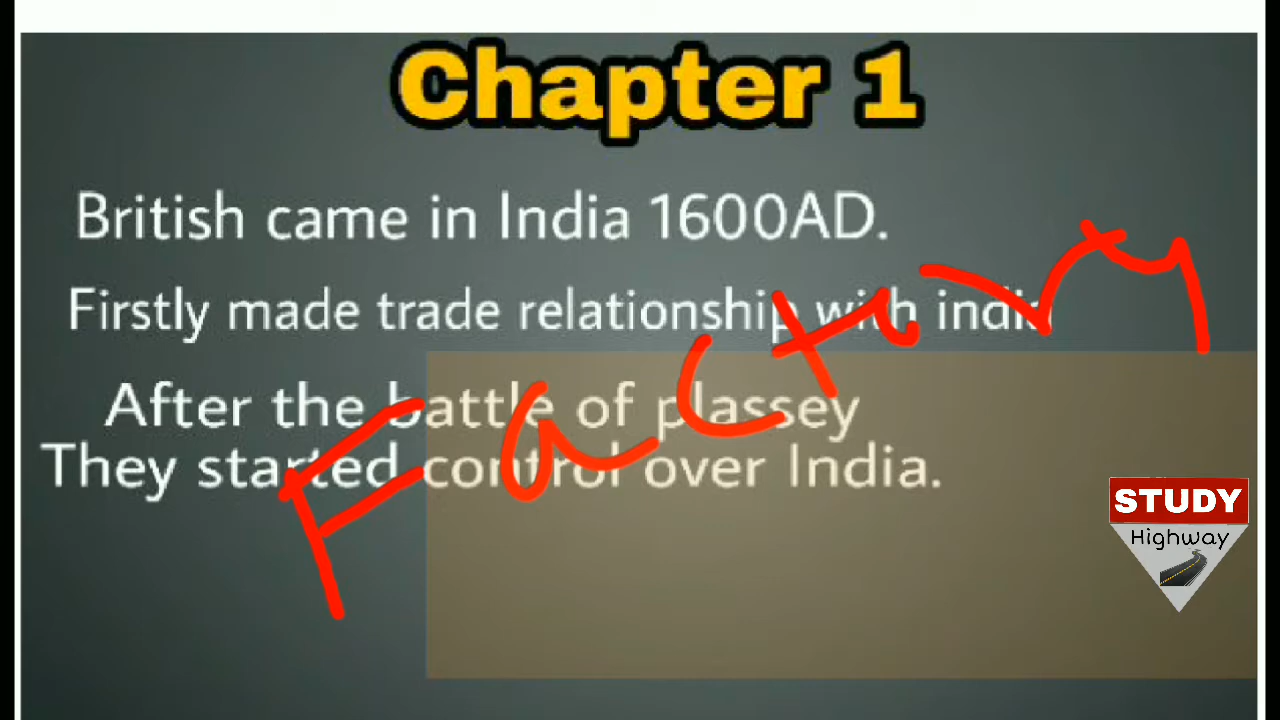 Chapter 1
British came in India 1600AD.
Firstly made trade relationship with india
After the battle of plassey
They started control over India.
Factory
STUDY
Highway